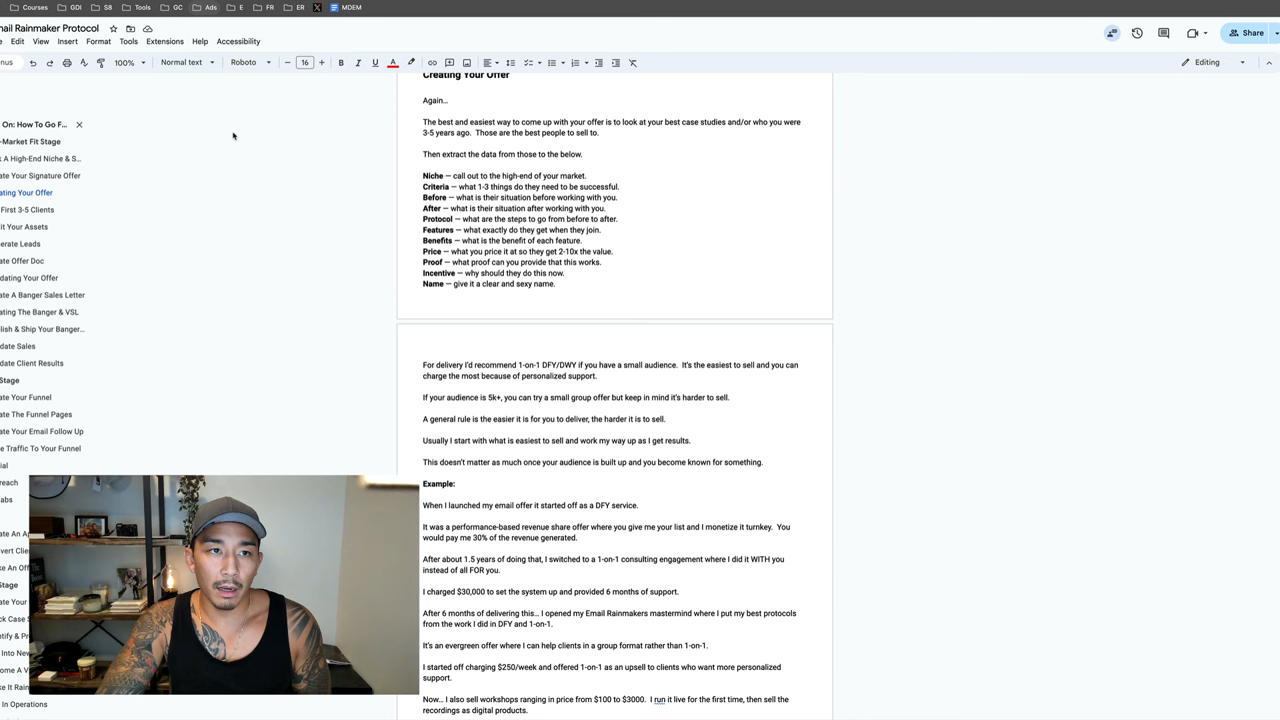 Courses GDI S8 Tools GC Ads E FR ER MDEM
mail Rainmaker Protocol
Edit View Insert Format Tools Extensions Help Accessibility
Share
100% Normal text Roboto 16 B I U A Editing
On: How To Go F...
-Market Fit Stage
A High-End Niche & S...
ate Your Signature Offer
ating Your Offer
First 3-5 Clients
it Your Assets
erate Leads
ate Offer Doc
dating Your Offer
ate A Banger Sales Letter
ating The Banger & VSL
lish & Ship Your Banger...
date Sales
date Client Results
Stage
ate Your Funnel
ate The Funnel Pages
ate Your Email Follow Up
e Traffic To Your Funnel
ial
reach
abs
ate An Ap
vert Clie
ke An Off
Stage
ate Your
ck Case S
ntify & Pr
Into New
ome A V
ke It Rain
In Operations
Creating Your Offer
Again...
The best and easiest way to come up with your offer is to look at your best case studies and/or who you were
3-5 years ago. Those are the best people to sell to.
Then extract the data from those to the below.
Niche — call out to the high-end of your market.
Criteria — what 1-3 things do they need to be successful.
Before — what is their situation before working with you.
After — what is their situation after working with you.
Protocol — what are the steps to go from before to after.
Features — what exactly do they get when they join.
Benefits — what is the benefit of each feature.
Price — what you price it at so they get 2-10x the value.
Proof — what proof can you provide that this works.
Incentive — why should they do this now.
Name — give it a clear and sexy name.
For delivery I'd recommend 1-on-1 DFY/DWY if you have a small audience. It's the easiest to sell and you can
charge the most because of personalized support.
If your audience is 5k+, you can try a small group offer but keep in mind it's harder to sell.
A general rule is the easier it is for you to deliver, the harder it is to sell.
Usually I start with what is easiest to sell and work my way up as I get results.
This doesn't matter as much once your audience is built up and you become known for something.
Example:
When I launched my email offer it started off as a DFY service.
It was a performance-based revenue share offer where you give me your list and I monetize it turnkey. You
would pay me 30% of the revenue generated.
After about 1.5 years of doing that, I switched to a 1-on-1 consulting engagement where I did it WITH you
instead of all FOR you.
I charged $30,000 to set the system up and provided 6 months of support.
After 6 months of delivering this... I opened my Email Rainmakers mastermind where I put my best protocols
from the work I did in DFY and 1-on-1.
It's an evergreen offer where I can help clients in a group format rather than 1-on-1.
I started off charging $250/week and offered 1-on-1 as an upsell to clients who want more personalized
support.
Now... I also sell workshops ranging in price from $100 to $3000. I run it live for the first time, then sell the
recordings as digital products.